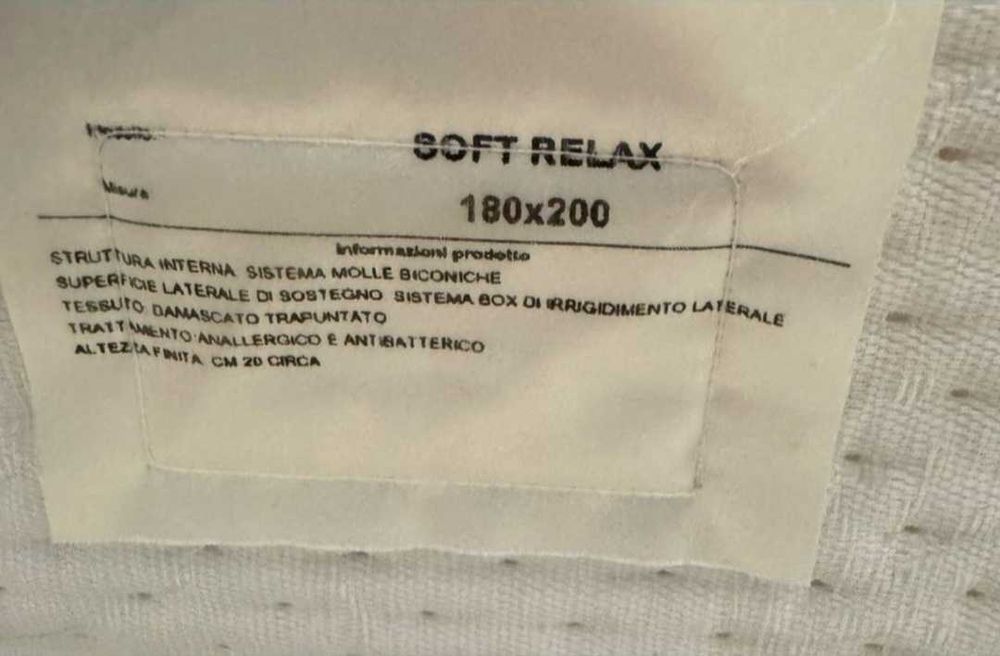 SOFT RELAX
Misura 180x200
Informazioni prodotto
STRUTTURA INTERNA SISTEMA MOLLE BICONICHE
SUPERFICIE LATERALE DI SOSTEGNO SISTEMA BOX DI IRRIGIDIMENTO LATERALE
TESSUTO: DAMASCATO TRAPUNTATO
TRATTAMENTO: ANALLERGICO E ANTIBATTERICO
ALTEZZA FINITA CM 20 CIRCA